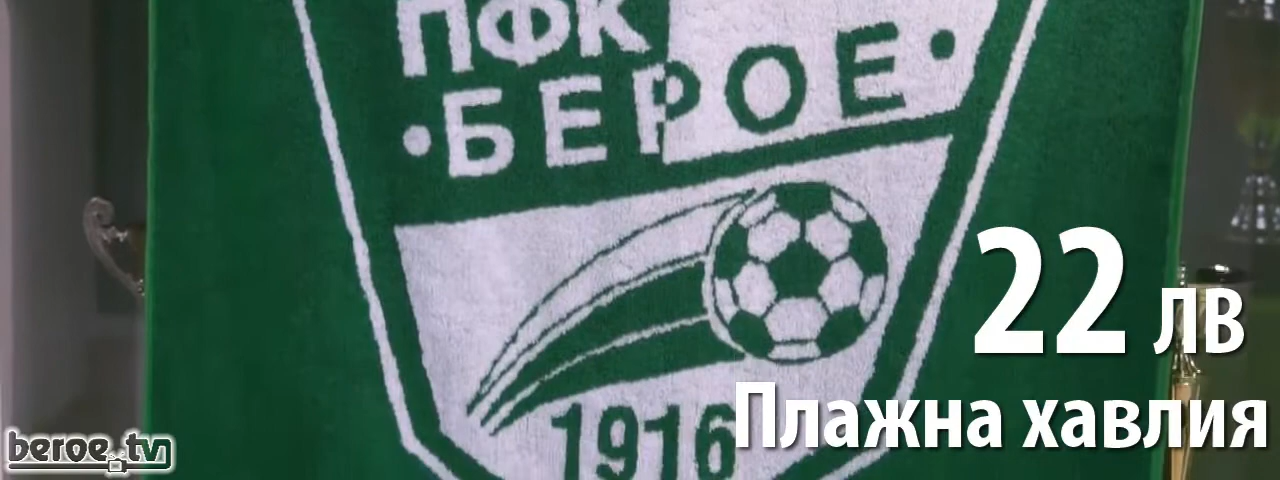 ПФК
•БЕРОЕ•
1916
22 ЛВ
Плажна хавлия
beroe.tv